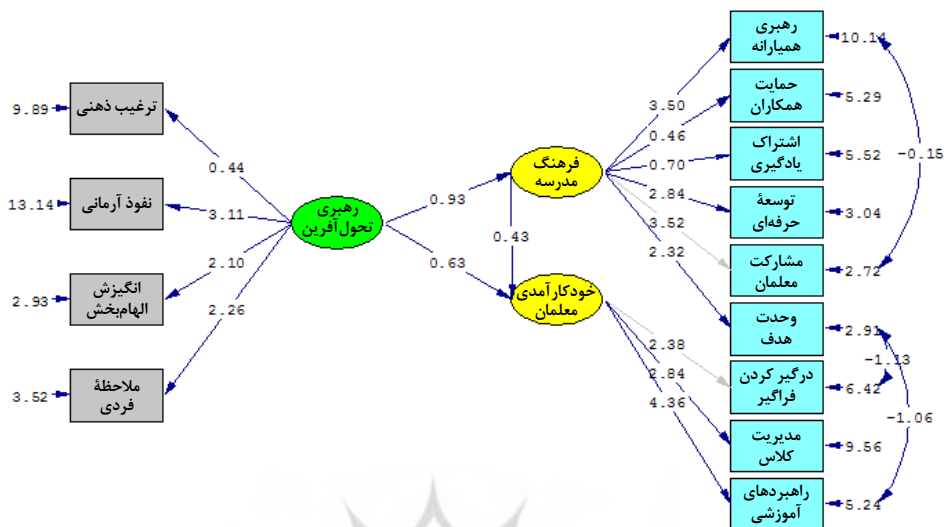 رهبری
همیارانه
10.14
حمایت
همکاران
5.29
ترغیب ذهنی
9.89
3.50
0.46
اشتراک
یادگیری
5.52
-0.15
0.44
فرهنگ
مدرسه
0.70
نفوذ آرمانی
13.14
3.11
رهبری
تحول‌آفرین
0.93
2.84
توسعهٔ
حرفه‌ای
3.04
0.43
3.52
2.32
مشارکت
معلمان
2.72
2.10
0.63
انگیزش
الهام‌بخش
2.93
2.26
خودکارآمدی
معلمان
وحدت
هدف
2.91
-1.13
2.38
2.84
4.36
درگیر کردن
فراگیر
6.42
-1.06
ملاحظهٔ
فردی
3.52
مدیریت
کلاس
9.56
راهبردهای
آموزشی
5.24